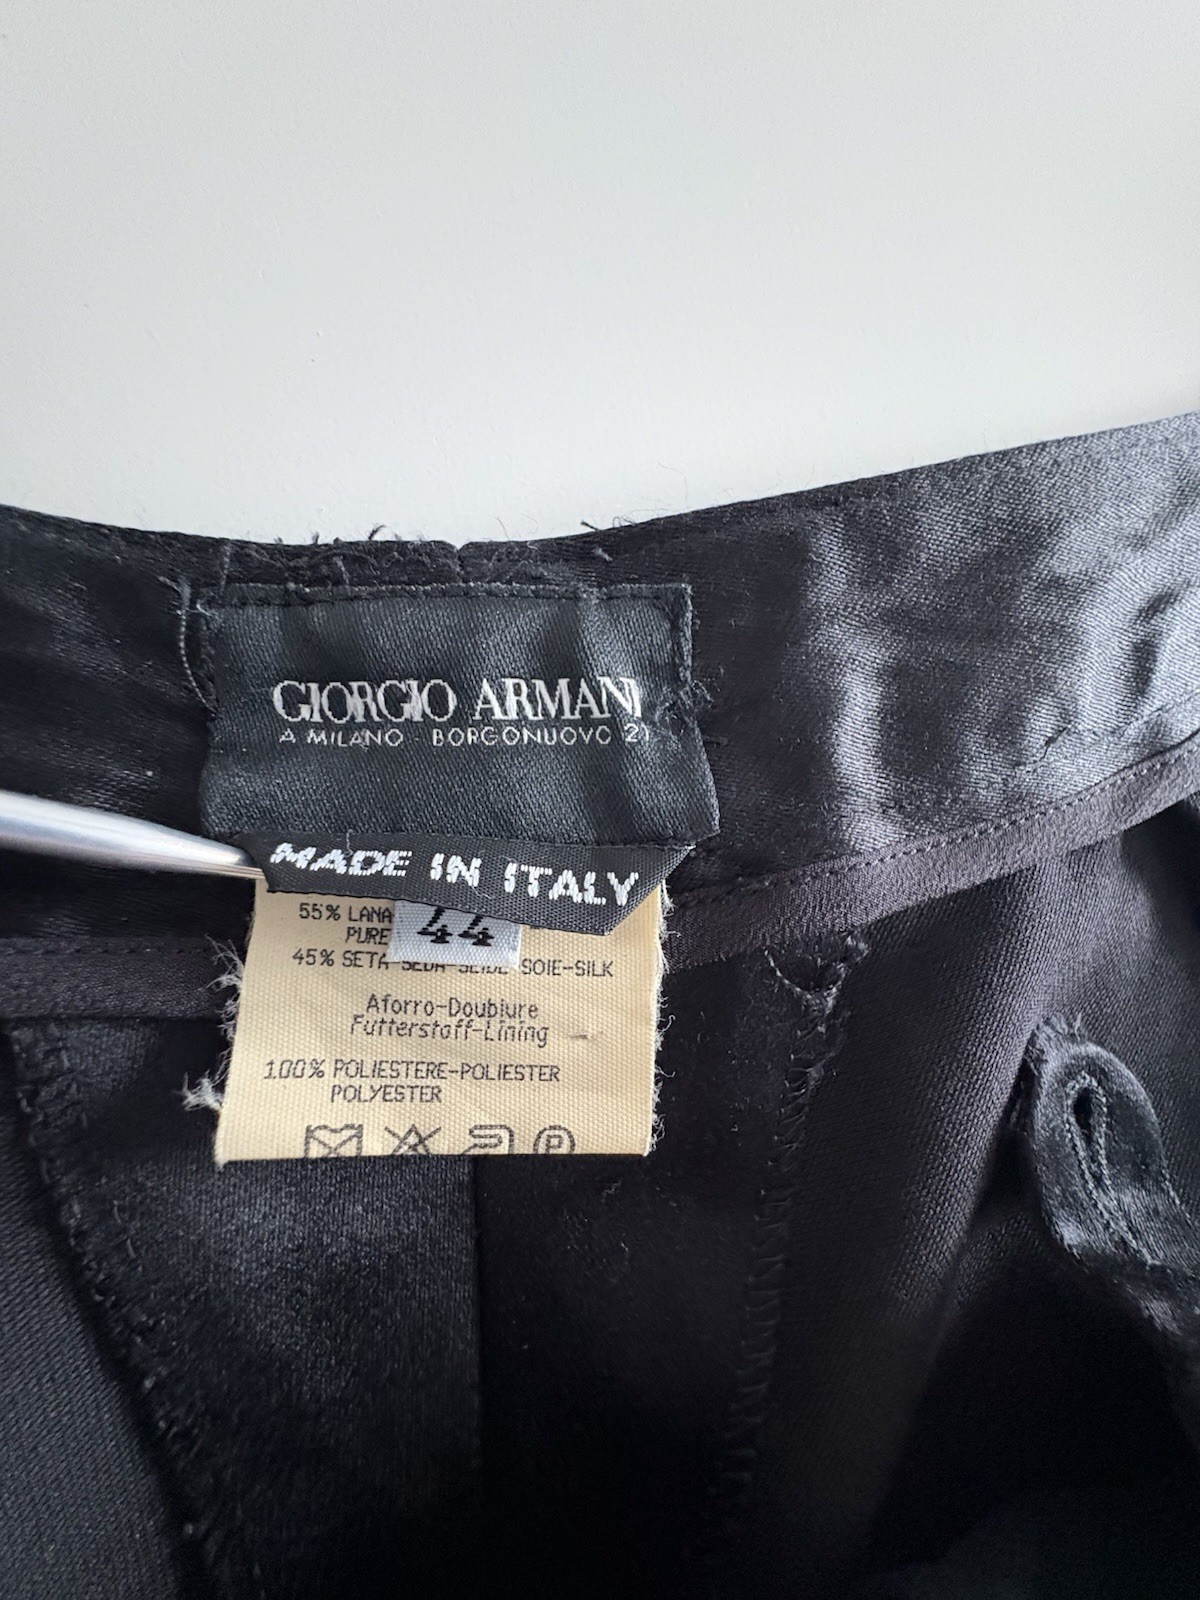 GIORGIO ARMANI
A MILANO - BORGONUOVO 21
MADE IN ITALY
44
55% LANA
PURE
45% SETA-SEDA-SEIDE SOIE-SILK
Aforro-Doublure
Futterstoff-Lining
100% POLIESTERE-POLIESTER
POLYESTER
P